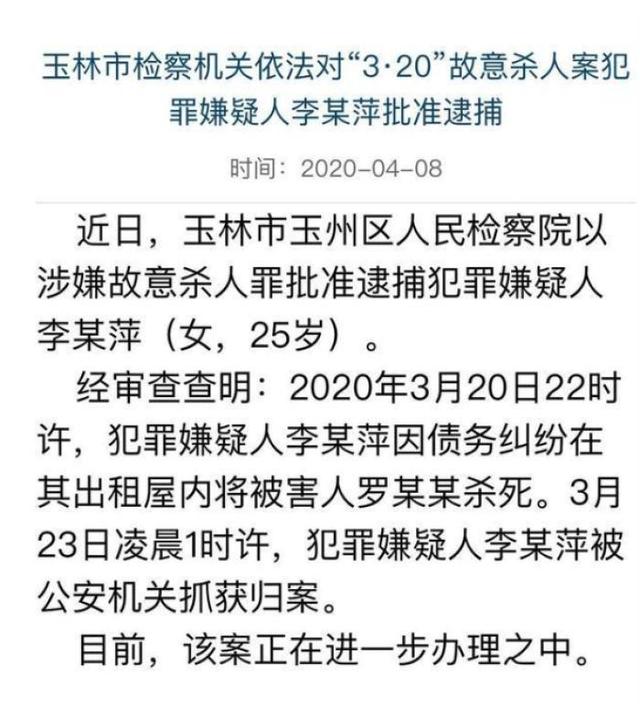 玉林市检察机关依法对“3·20”故意杀人案犯
罪嫌疑人李某萍批准逮捕
时间：2020-04-08
近日，玉林市玉州区人民检察院以
涉嫌故意杀人罪批准逮捕犯罪嫌疑人
李某萍（女，25岁）。
经审查查明：2020年3月20日22时
许，犯罪嫌疑人李某萍因债务纠纷在
其出租屋内将被害人罗某某杀死。3月
23日凌晨1时许，犯罪嫌疑人李某萍被
公安机关抓获归案。
目前，该案正在进一步办理之中。